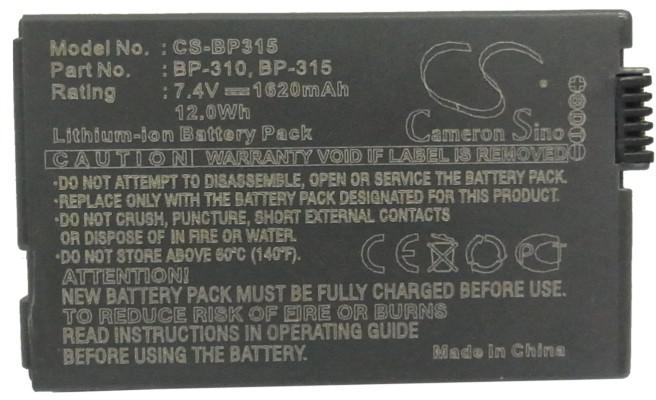 Model No. : CS-BP315
Part No. : BP-310, BP-315
Rating : 7.4V⎓1620mAh
12.0Wh
Lithium-ion Battery Pack
Cameron Sino
CAUTION WARRANTY VOID IF LABEL IS REMOVED
·DO NOT ATTEMPT TO DISASSEMBLE, OPEN OR SERVICE THE BATTERY PACK.
·REPLACE ONLY WITH THE BATTERY PACK DESIGNATED FOR THIS PRODUCT.
·DO NOT CRUSH, PUNCTURE, SHORT EXTERNAL CONTACTS
OR DISPOSE OF IN FIRE OR WATER.
·DO NOT STORE ABOVE 60°C (140°F).
CE
ATTENTION!
NEW BATTERY PACK MUST BE FULLY CHARGED BEFORE USE.
TO REDUCE RISK OF FIRE OR BURNS
READ INSTRUCTIONS IN OPERATING GUIDE
BEFORE USING THE BATTERY.
Made in China